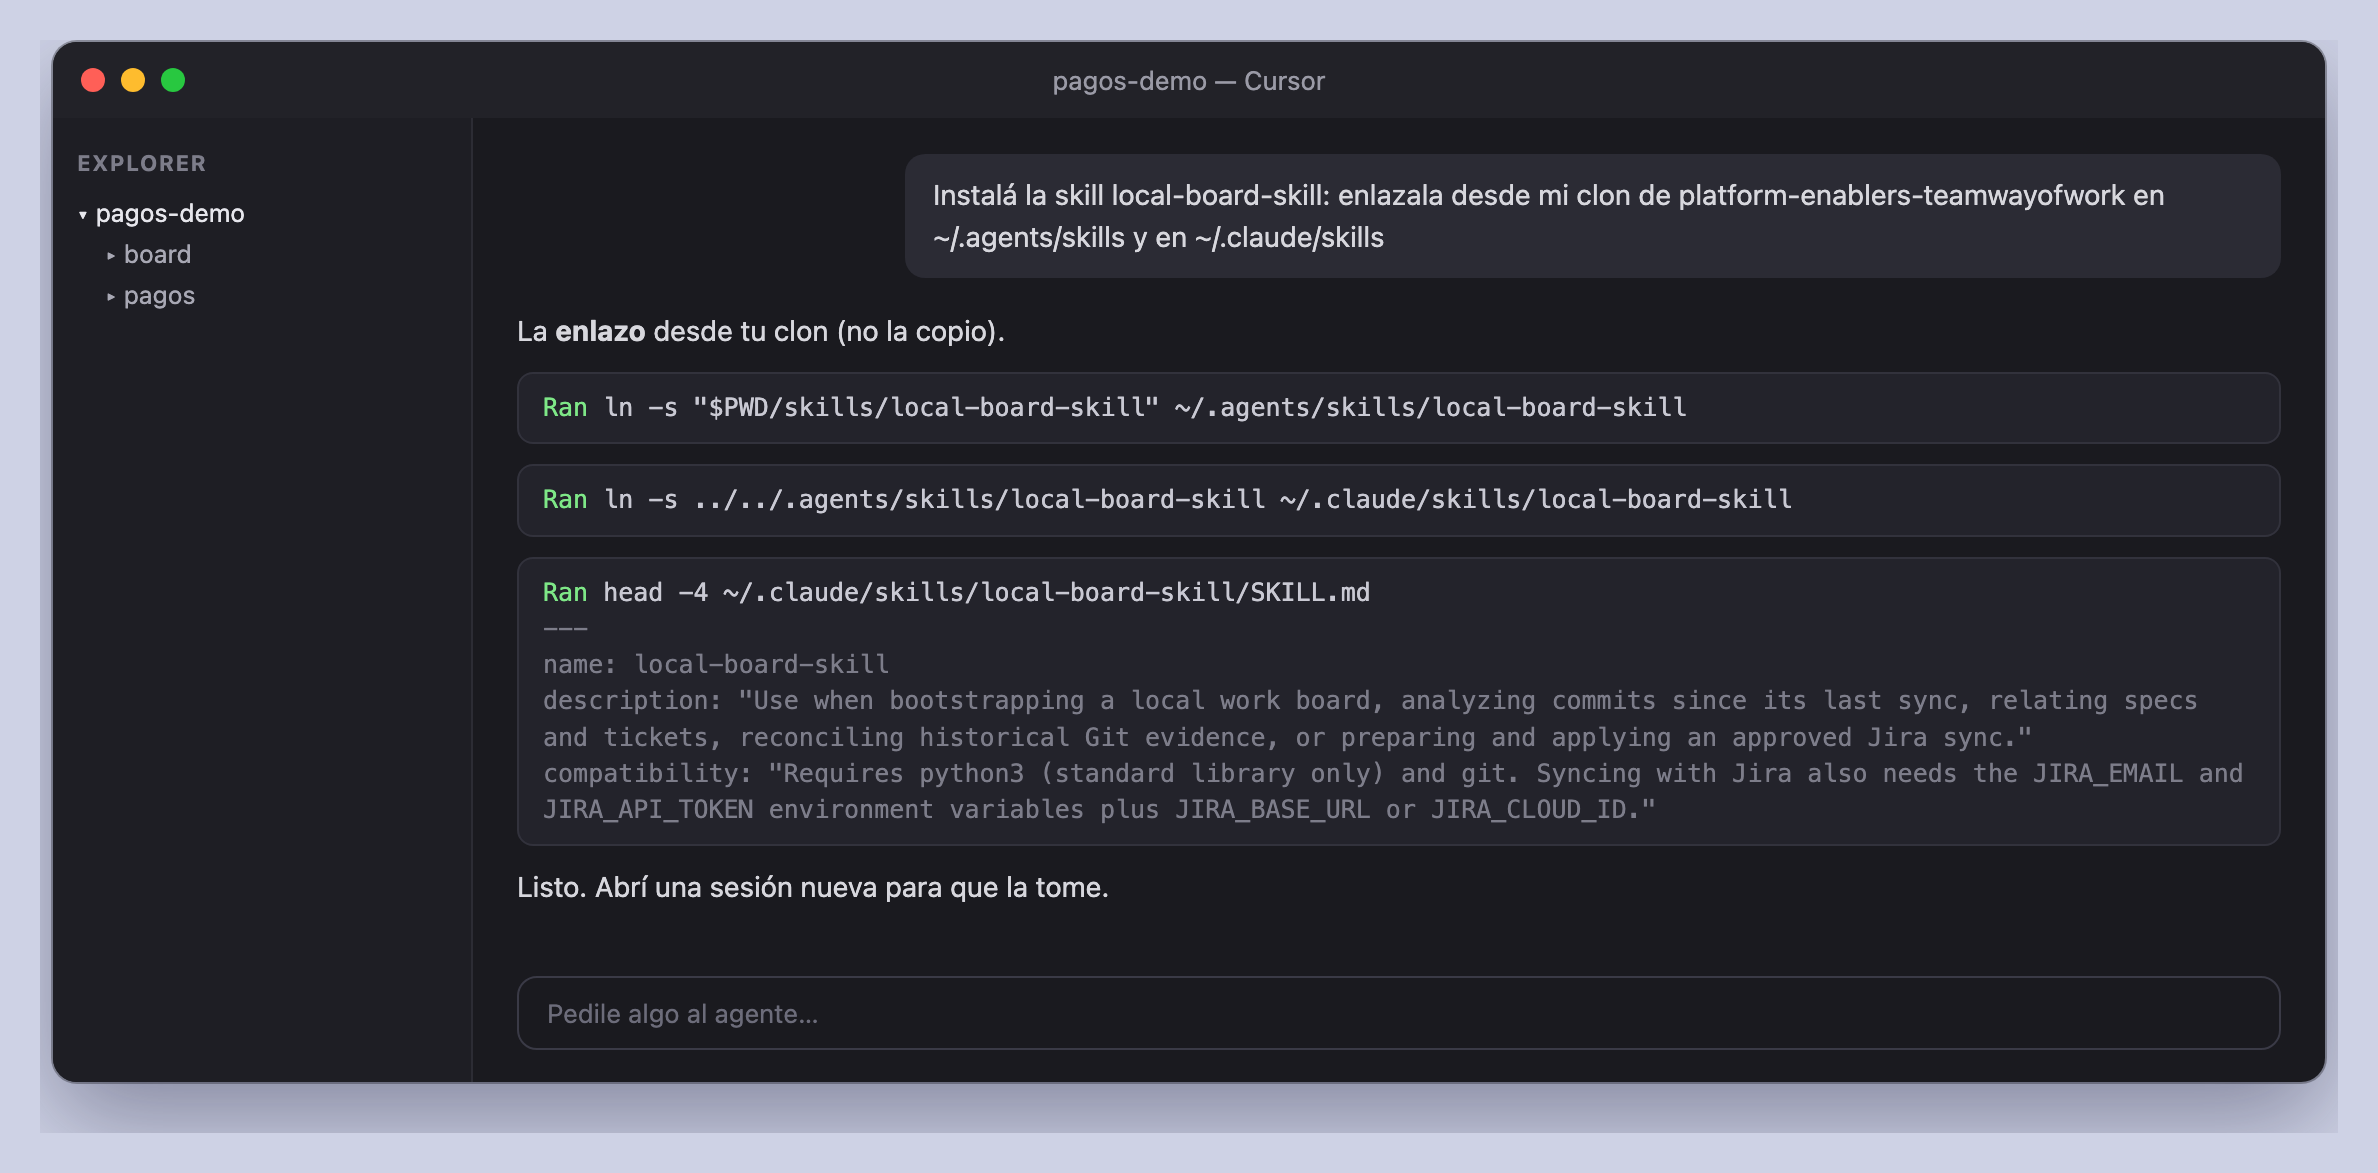 pagos-demo — Cursor
EXPLORER
▾ pagos-demo
▸ board
▸ pagos
Instalá la skill local-board-skill: enlazala desde mi clon de platform-enablers-teamwayofwork en
~/.agents/skills y en ~/.claude/skills
La enlazo desde tu clon (no la copio).
Ran ln -s "$PWD/skills/local-board-skill" ~/.agents/skills/local-board-skill
Ran ln -s ../../.agents/skills/local-board-skill ~/.claude/skills/local-board-skill
Ran head -4 ~/.claude/skills/local-board-skill/SKILL.md
---
name: local-board-skill
description: "Use when bootstrapping a local work board, analyzing commits since its last sync, relating specs
and tickets, reconciling historical Git evidence, or preparing and applying an approved Jira sync."
compatibility: "Requires python3 (standard library only) and git. Syncing with Jira also needs the JIRA_EMAIL and
JIRA_API_TOKEN environment variables plus JIRA_BASE_URL or JIRA_CLOUD_ID."
Listo. Abrí una sesión nueva para que la tome.
Pedile algo al agente...